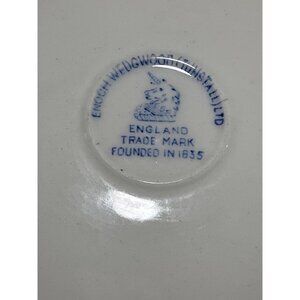 ENOCH WEDGWOOD (TUNSTALL) LTD
ENGLAND
TRADE MARK
FOUNDED IN 1835